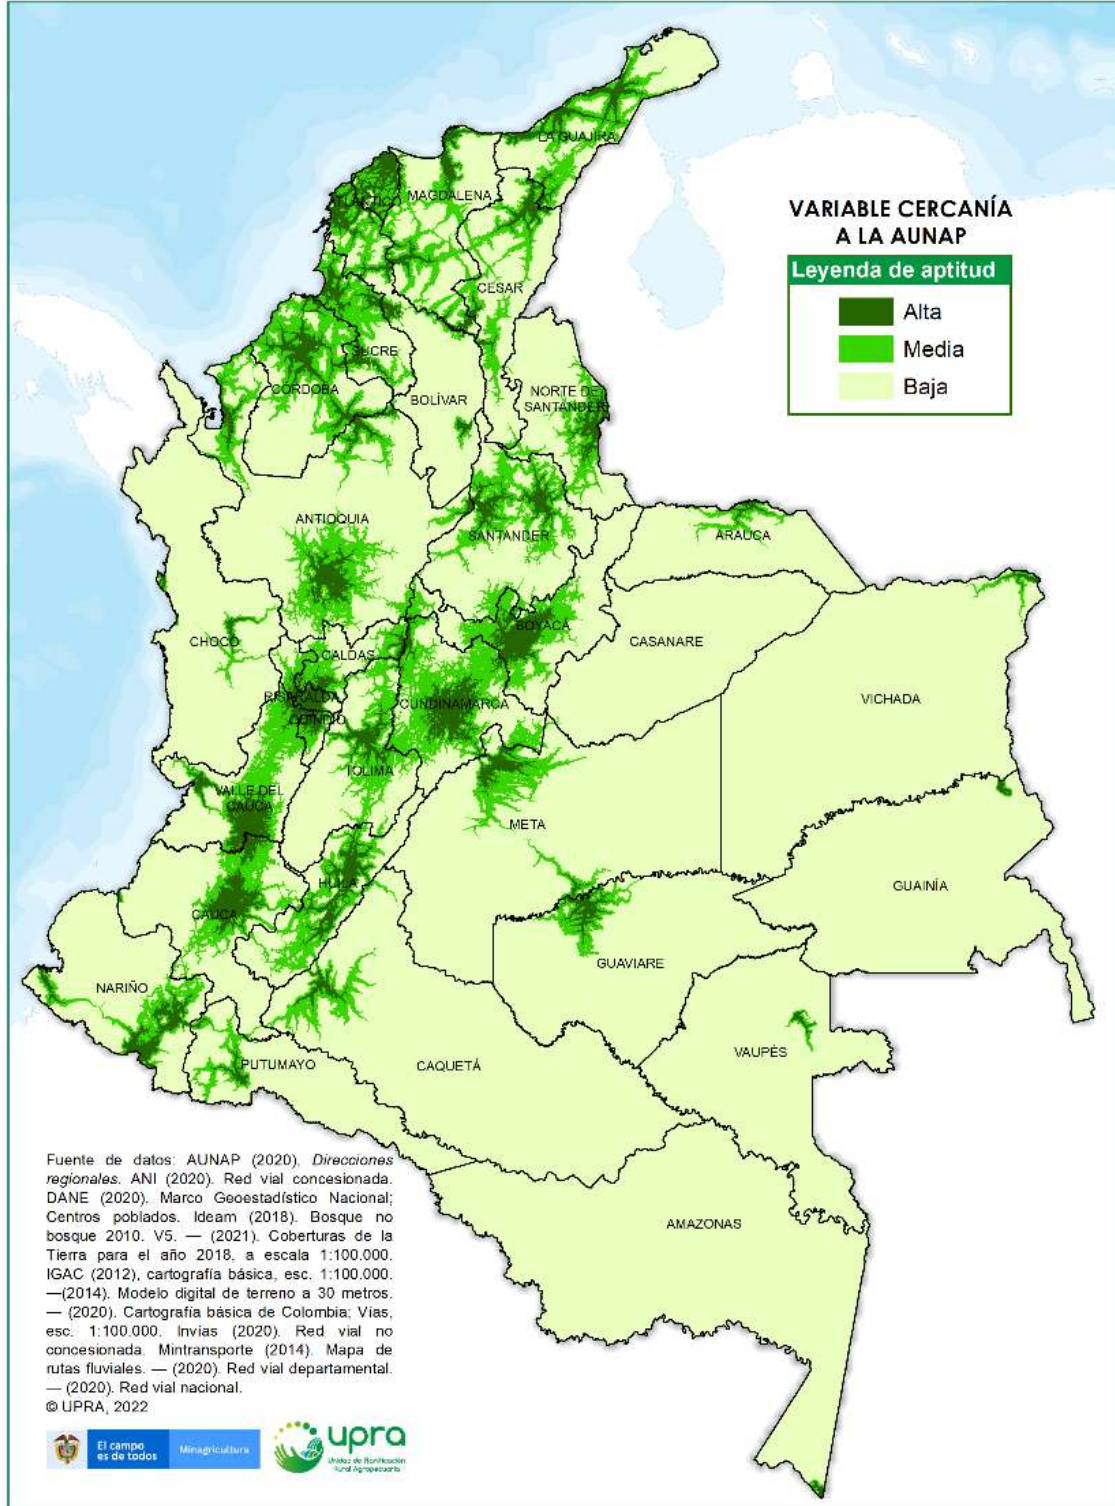 VARIABLE CERCANÍA
A LA AUNAP
Leyenda de aptitud
Alta
Media
Baja
LA GUAJIRA
MAGDALENA
ATLÁNTICO
CESAR
SUCRE
CÓRDOBA
BOLÍVAR
NORTE DE
SANTANDER
ANTIOQUIA
SANTANDER
ARAUCA
BOYACÁ
CHOCÓ
CALDAS
CASANARE
RISARALDA
CUNDINAMARCA
VICHADA
QUINDÍO
TOLIMA
VALLE DEL
CAUCA
META
HUILA
GUAINÍA
CAUCA
GUAVIARE
NARIÑO
VAUPÉS
PUTUMAYO
CAQUETÁ
AMAZONAS
Fuente de datos: AUNAP (2020), Direcciones
regionales. ANI (2020). Red vial concesionada.
DANE (2020). Marco Geoestadístico Nacional;
Centros poblados. Ideam (2018). Bosque no
bosque 2010. V5. — (2021). Coberturas de la
Tierra para el año 2018, a escala 1:100.000.
IGAC (2012), cartografía básica, esc. 1:100.000.
—(2014). Modelo digital de terreno a 30 metros.
— (2020). Cartografía básica de Colombia; Vías,
esc. 1:100.000. Invías (2020). Red vial no
concesionada. Mintransporte (2014). Mapa de
rutas fluviales. — (2020). Red vial departamental.
— (2020). Red vial nacional.
© UPRA, 2022
El campo
es de todos
Minagricultura
upra
Unidad de Planificación
Rural Agropecuaria